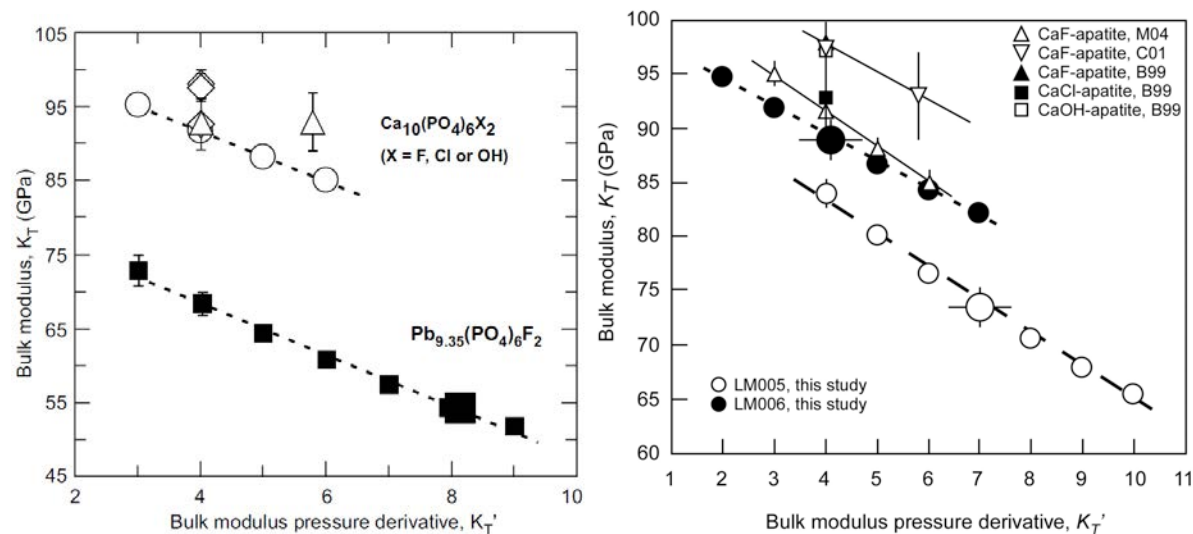 105
95
85
75
65
55
45
Bulk modulus, K_T (GPa)
Ca₁₀(PO₄)₆X₂
(X = F, Cl or OH)
Pb₉.₃₅(PO₄)₆F₂
2 4 6 8 10
Bulk modulus pressure derivative, K_T'
100
95
90
85
80
75
70
65
60
Bulk modulus, K_T (GPa)
CaF-apatite, M04
CaF-apatite, C01
CaF-apatite, B99
CaCl-apatite, B99
CaOH-apatite, B99
LM005, this study
LM006, this study
1 2 3 4 5 6 7 8 9 10 11
Bulk modulus pressure derivative, K_T'